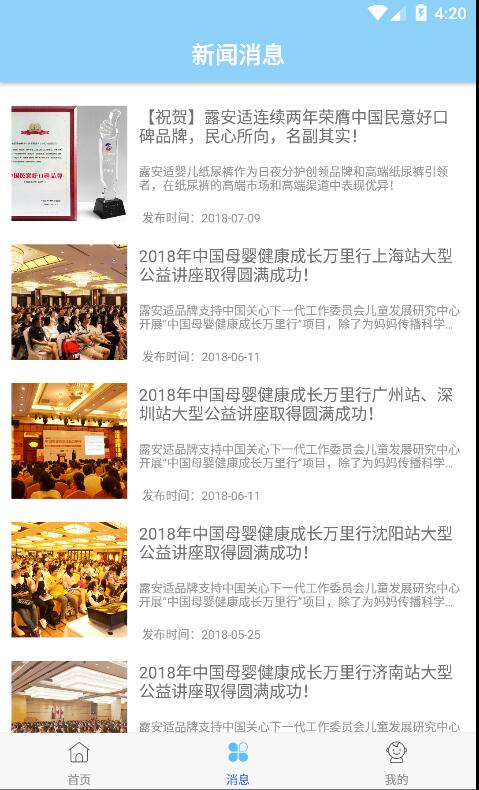 4:20
新闻消息
【祝贺】露安适连续两年荣膺中国民意好口
碑品牌，民心所向，名副其实！
露安适婴儿纸尿裤作为日夜分护创领品牌和高端纸尿裤引领
者，在纸尿裤的高端市场和高端渠道中表现优异！
发布时间：2018-07-09
2018年中国母婴健康成长万里行上海站大型
公益讲座取得圆满成功！
露安适品牌支持中国关心下一代工作委员会儿童发展研究中心
开展“中国母婴健康成长万里行”项目，除了为妈妈传播科学...
发布时间：2018-06-11
2018年中国母婴健康成长万里行广州站、深
圳站大型公益讲座取得圆满成功！
露安适品牌支持中国关心下一代工作委员会儿童发展研究中心
开展“中国母婴健康成长万里行”项目，除了为妈妈传播科学...
发布时间：2018-06-11
2018年中国母婴健康成长万里行沈阳站大型
公益讲座取得圆满成功！
露安适品牌支持中国关心下一代工作委员会儿童发展研究中心
开展“中国母婴健康成长万里行”项目，除了为妈妈传播科学...
发布时间：2018-05-25
2018年中国母婴健康成长万里行济南站大型
公益讲座取得圆满成功！
露安适品牌支持中国关心下一代工作委员会儿童发展研究中心
首页
消息
我的